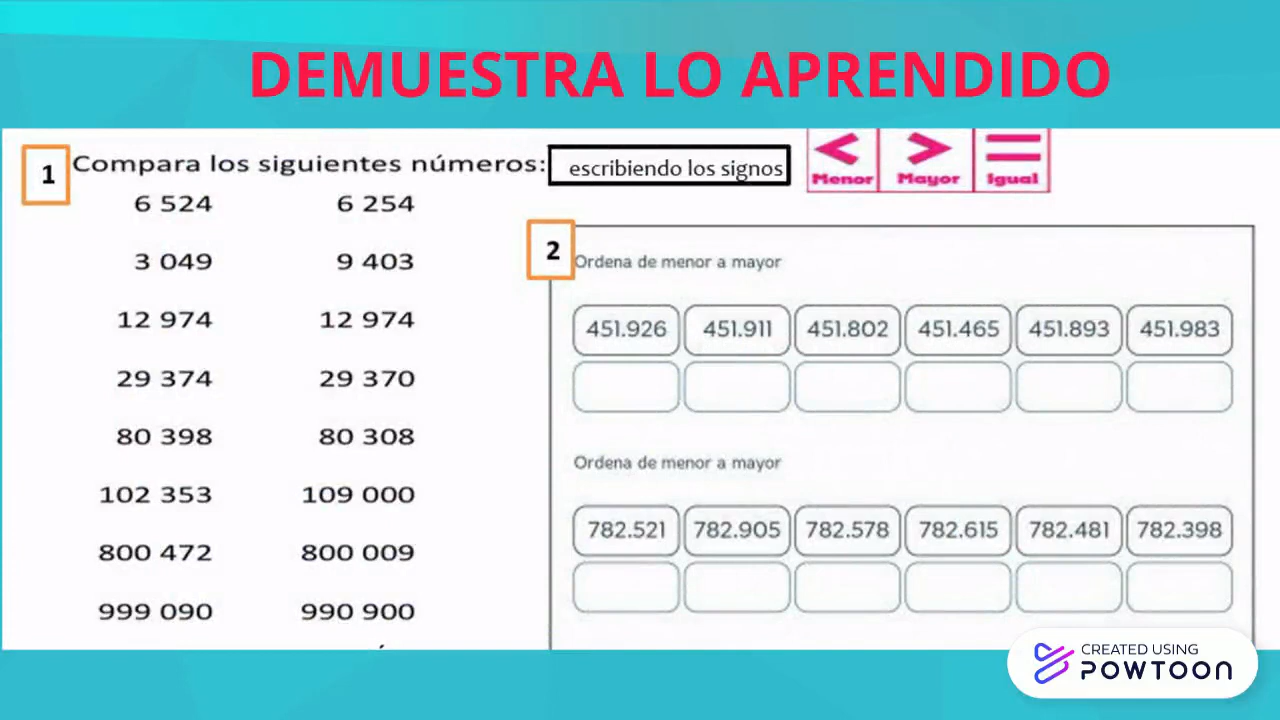 DEMUESTRA LO APRENDIDO
1 Compara los siguientes números: escribiendo los signos
< > =
Menor Mayor Igual
6 524 6 254
3 049 9 403
12 974 12 974
29 374 29 370
80 398 80 308
102 353 109 000
800 472 800 009
999 090 990 900
2 Ordena de menor a mayor
451.926 451.911 451.802 451.465 451.893 451.983
Ordena de menor a mayor
782.521 782.905 782.578 782.615 782.481 782.398
CREATED USING
POWTOON